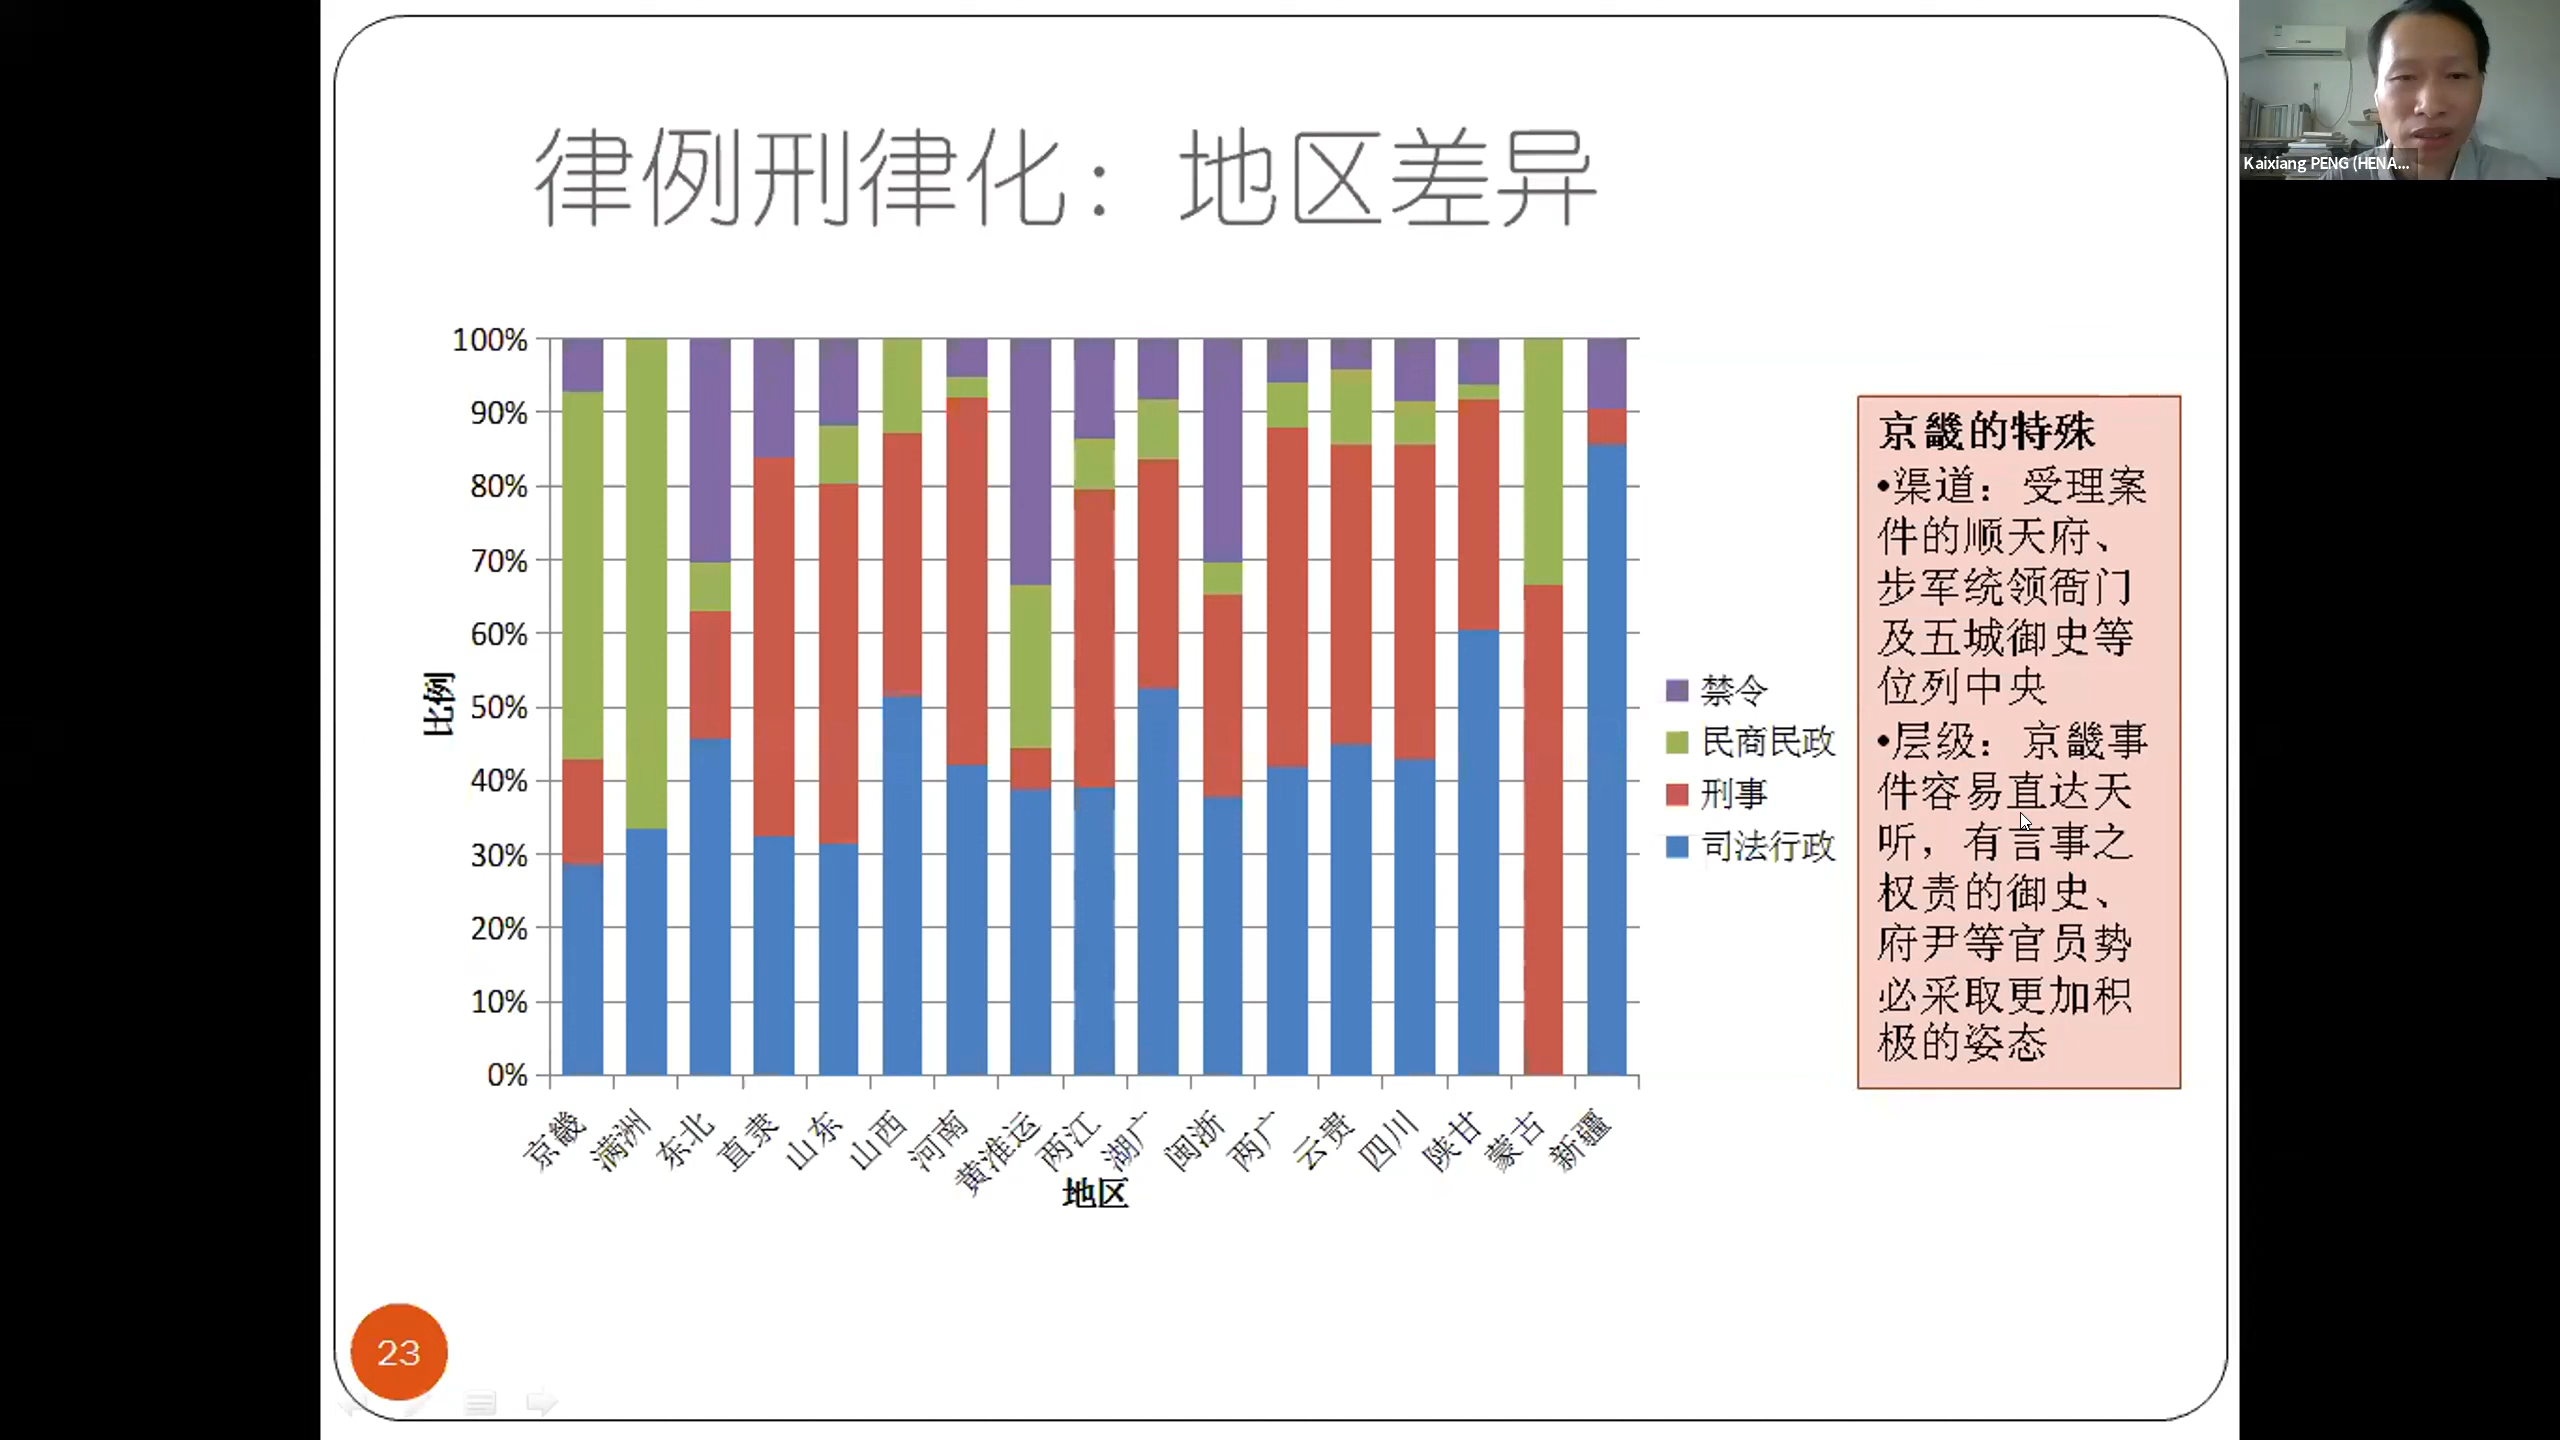 律例刑律化：地区差异
Kaixiang PENG (HENA...
100%
90%
80%
70%
60%
50%
40%
30%
20%
10%
0%
比例
京畿
满洲
东北
直隶
山东
山西
河南
黄淮运
两江
湖广
闽浙
两广
云贵
四川
陕甘
蒙古
新疆
地区
禁令
民商民政
刑事
司法行政
京畿的特殊
•渠道：受理案
件的顺天府、
步军统领衙门
及五城御史等
位列中央
•层级：京畿事
件容易直达天
听，有言事之
权责的御史、
府尹等官员势
必采取更加积
极的姿态
23